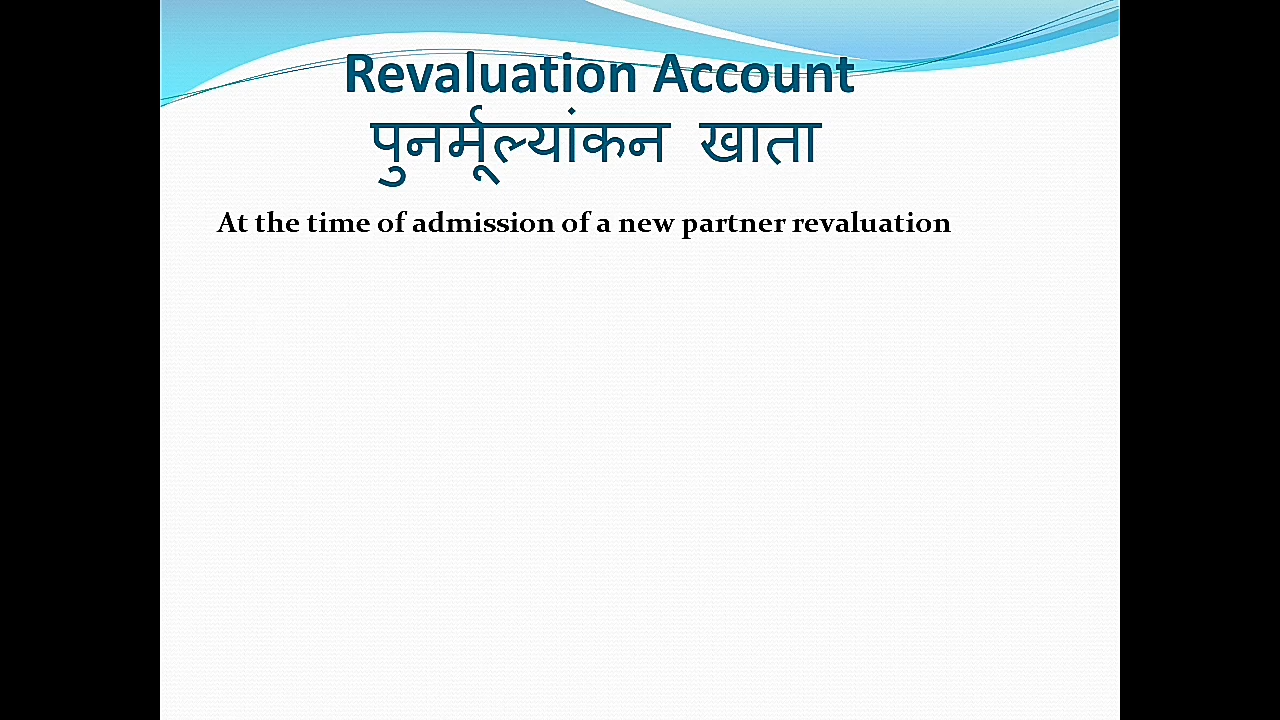 Revaluation Account
पुनर्मूल्यांकन खाता
At the time of admission of a new partner revaluation